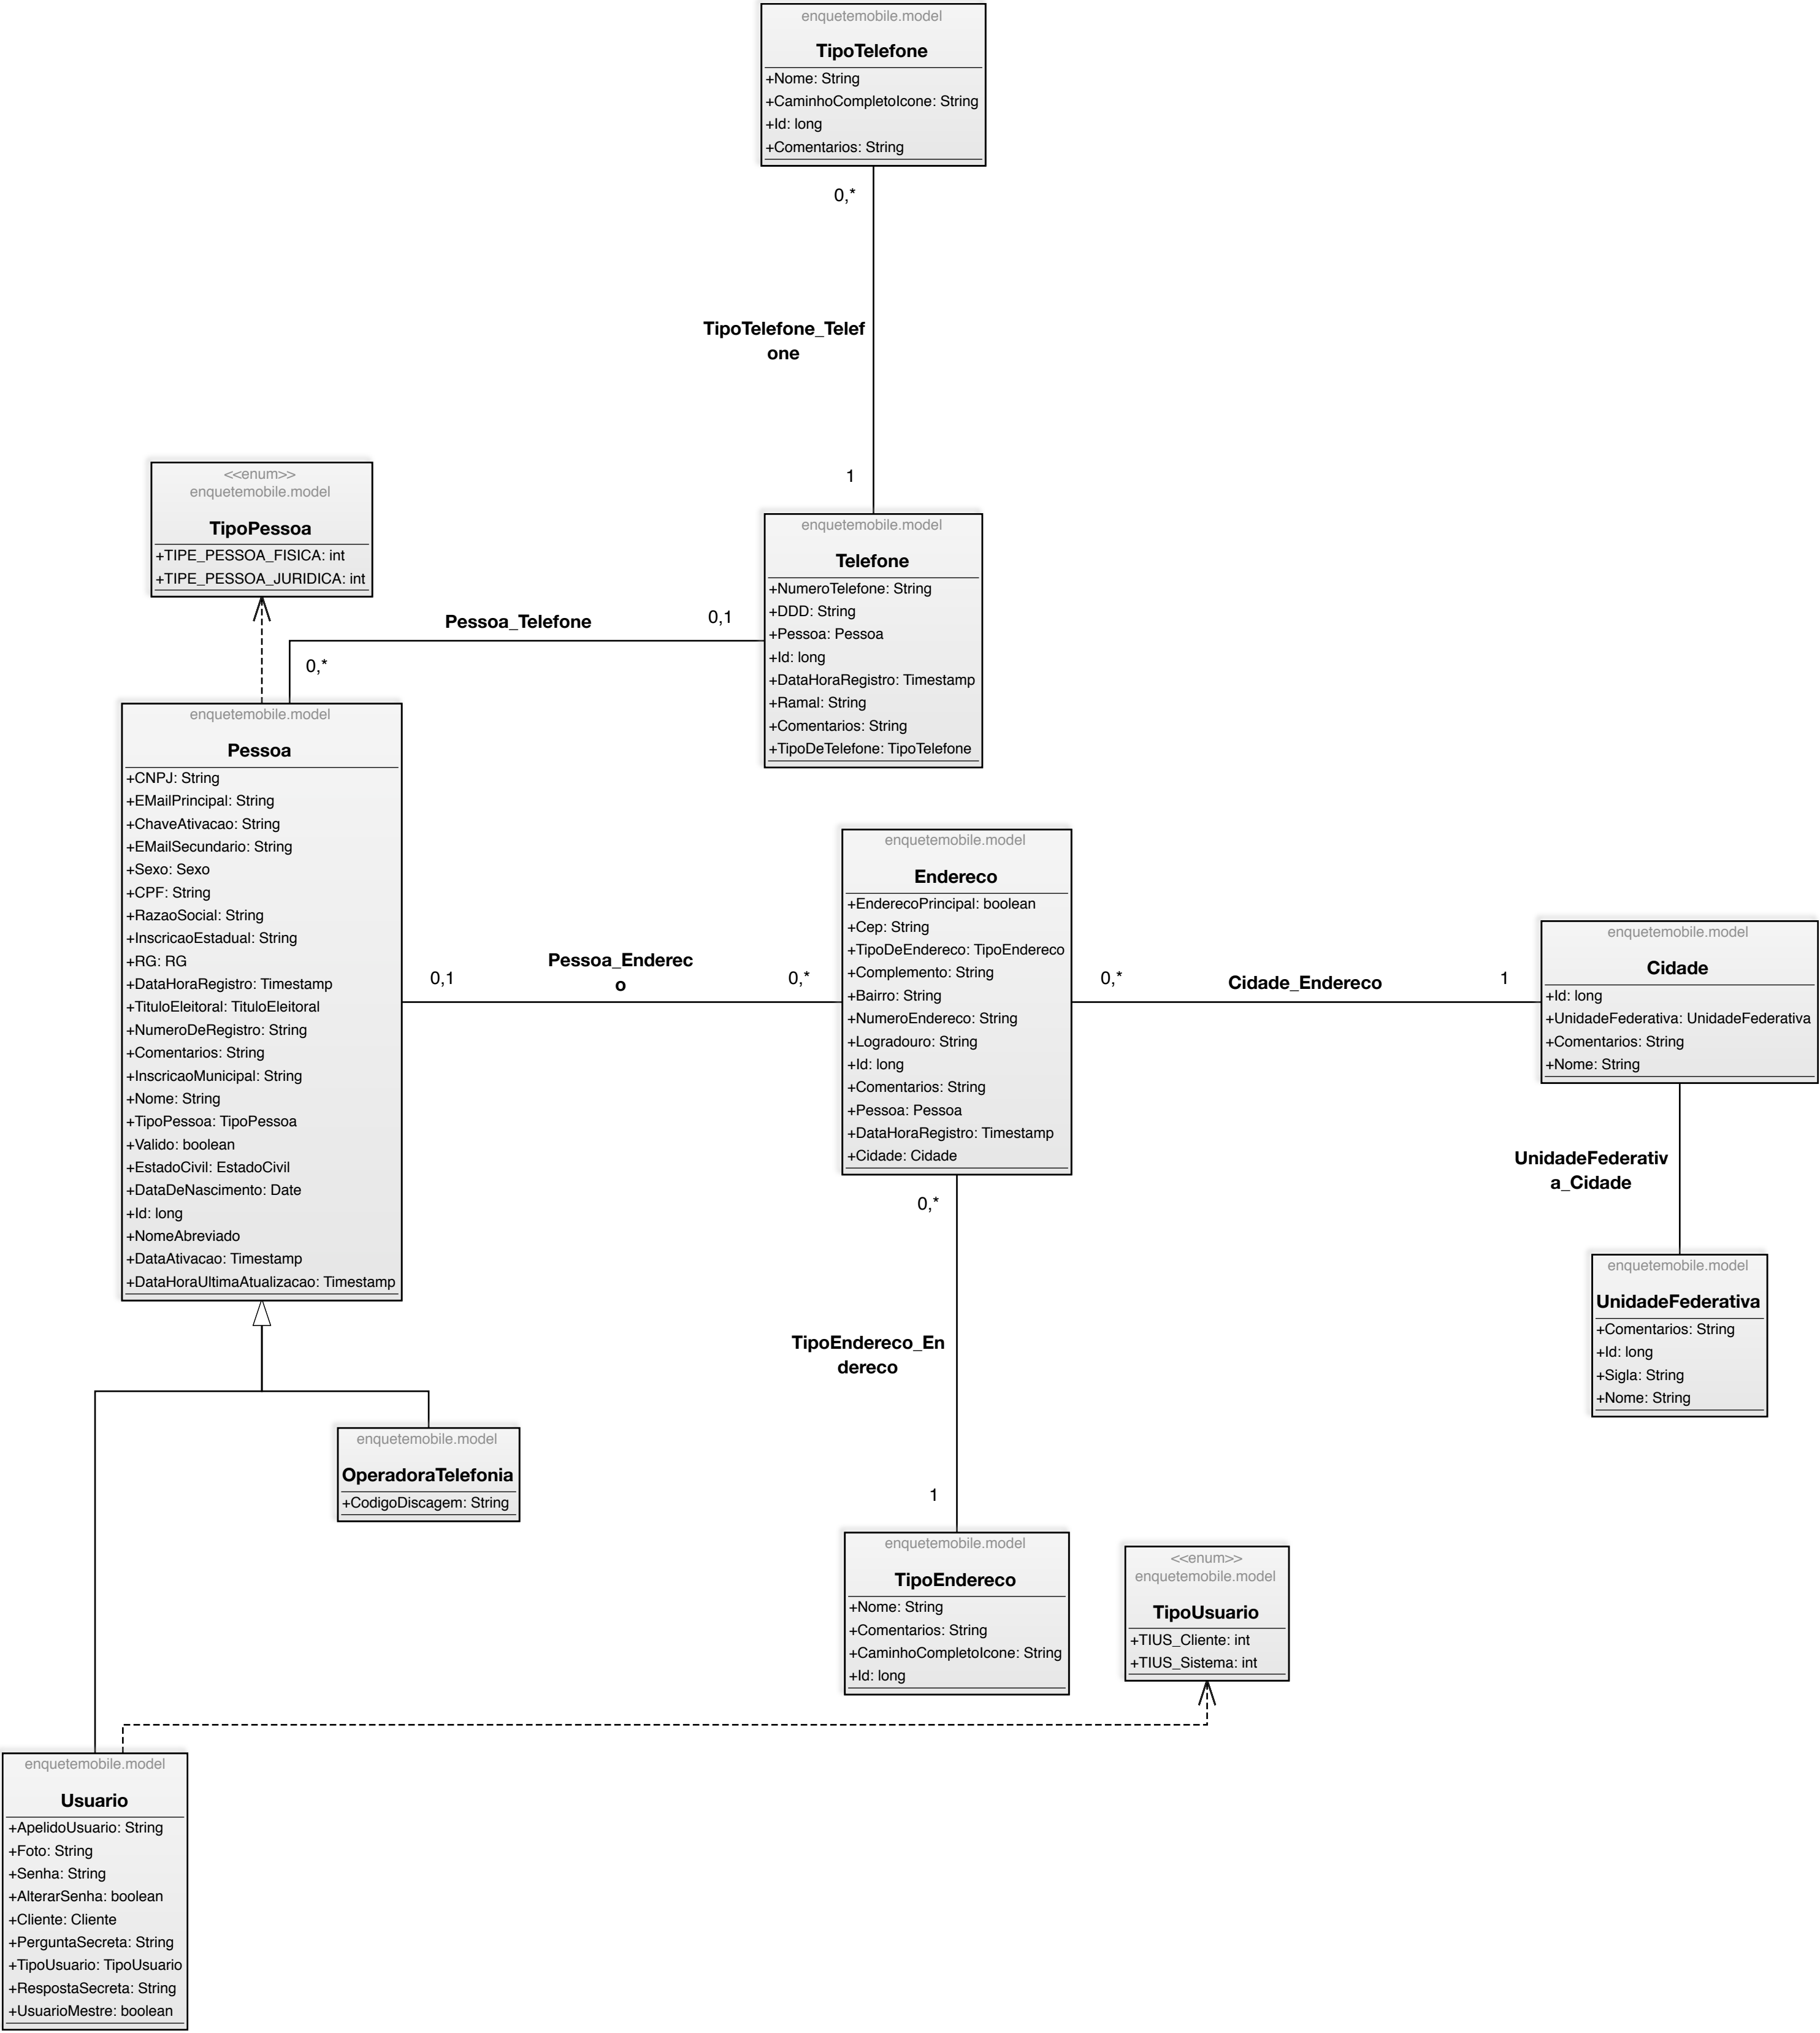 enquetemobile.model
TipoTelefone
+Nome: String
+CaminhoCompletoIcone: String
+Id: long
+Comentarios: String
0,*
TipoTelefone_Telef
one
1
<<enum>>
enquetemobile.model
TipoPessoa
+TIPE_PESSOA_FISICA: int
+TIPE_PESSOA_JURIDICA: int
enquetemobile.model
Telefone
+NumeroTelefone: String
+DDD: String
+Pessoa: Pessoa
+Id: long
+DataHoraRegistro: Timestamp
+Ramal: String
+Comentarios: String
+TipoDeTelefone: TipoTelefone
Pessoa_Telefone
0,1
0,*
enquetemobile.model
Pessoa
+CNPJ: String
+EMailPrincipal: String
+ChaveAtivacao: String
+EMailSecundario: String
+Sexo: Sexo
+CPF: String
+RazaoSocial: String
+InscricaoEstadual: String
+RG: RG
+DataHoraRegistro: Timestamp
+TituloEleitoral: TituloEleitoral
+NumeroDeRegistro: String
+Comentarios: String
+InscricaoMunicipal: String
+Nome: String
+TipoPessoa: TipoPessoa
+Valido: boolean
+EstadoCivil: EstadoCivil
+DataDeNascimento: Date
+Id: long
+NomeAbreviado
+DataAtivacao: Timestamp
+DataHoraUltimaAtualizacao: Timestamp
0,1
Pessoa_Enderec
o
0,*
enquetemobile.model
Endereco
+EnderecoPrincipal: boolean
+Cep: String
+TipoDeEndereco: TipoEndereco
+Complemento: String
+Bairro: String
+NumeroEndereco: String
+Logradouro: String
+Id: long
+Comentarios: String
+Pessoa: Pessoa
+DataHoraRegistro: Timestamp
+Cidade: Cidade
0,*
Cidade_Endereco
1
enquetemobile.model
Cidade
+Id: long
+UnidadeFederativa: UnidadeFederativa
+Comentarios: String
+Nome: String
UnidadeFederativ
a_Cidade
enquetemobile.model
UnidadeFederativa
+Comentarios: String
+Id: long
+Sigla: String
+Nome: String
0,*
TipoEndereco_En
dereco
1
enquetemobile.model
OperadoraTelefonia
+CodigoDiscagem: String
enquetemobile.model
TipoEndereco
+Nome: String
+Comentarios: String
+CaminhoCompletoIcone: String
+Id: long
<<enum>>
enquetemobile.model
TipoUsuario
+TIUS_Cliente: int
+TIUS_Sistema: int
enquetemobile.model
Usuario
+ApelidoUsuario: String
+Foto: String
+Senha: String
+AlterarSenha: boolean
+Cliente: Cliente
+PerguntaSecreta: String
+TipoUsuario: TipoUsuario
+RespostaSecreta: String
+UsuarioMestre: boolean